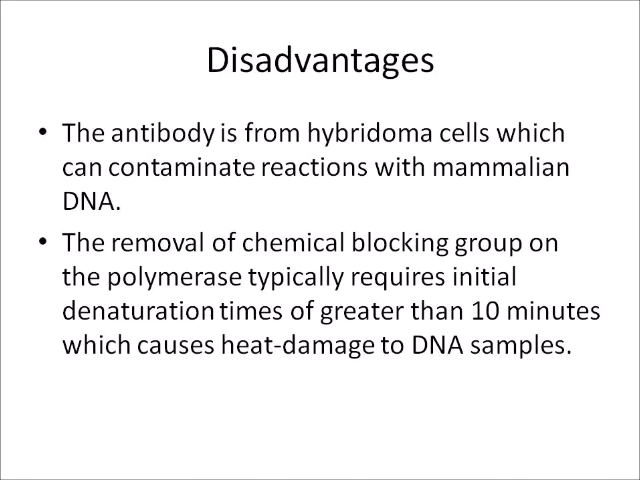 Disadvantages
• The antibody is from hybridoma cells which
can contaminate reactions with mammalian
DNA.
• The removal of chemical blocking group on
the polymerase typically requires initial
denaturation times of greater than 10 minutes
which causes heat-damage to DNA samples.